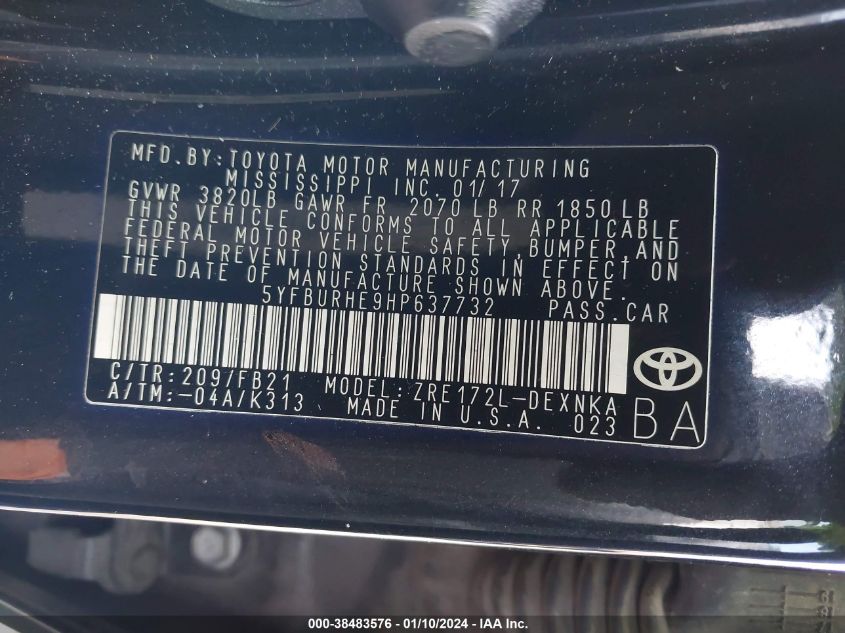 MFD.BY:TOYOTA MOTOR MANUFACTURING
MISSISSIPPI INC. 01/17
GVWR 3820LB GAWR FR 2070 LB RR 1850 LB
THIS VEHICLE CONFORMS TO ALL APPLICABLE
FEDERAL MOTOR VEHICLE SAFETY,BUMPER,AND
THEFT PREVENTION STANDARDS IN EFFECT ON
THE DATE OF MANUFACTURE SHOWN ABOVE.
5YFBURHE9HP637732 PASS.CAR
C/TR:209/FB21 MODEL:ZRE172L-DEXNKA
A/TM:-04A/K313 MADE IN U.S.A. 023 BA
000-38483576 - 01/10/2024 - IAA Inc.